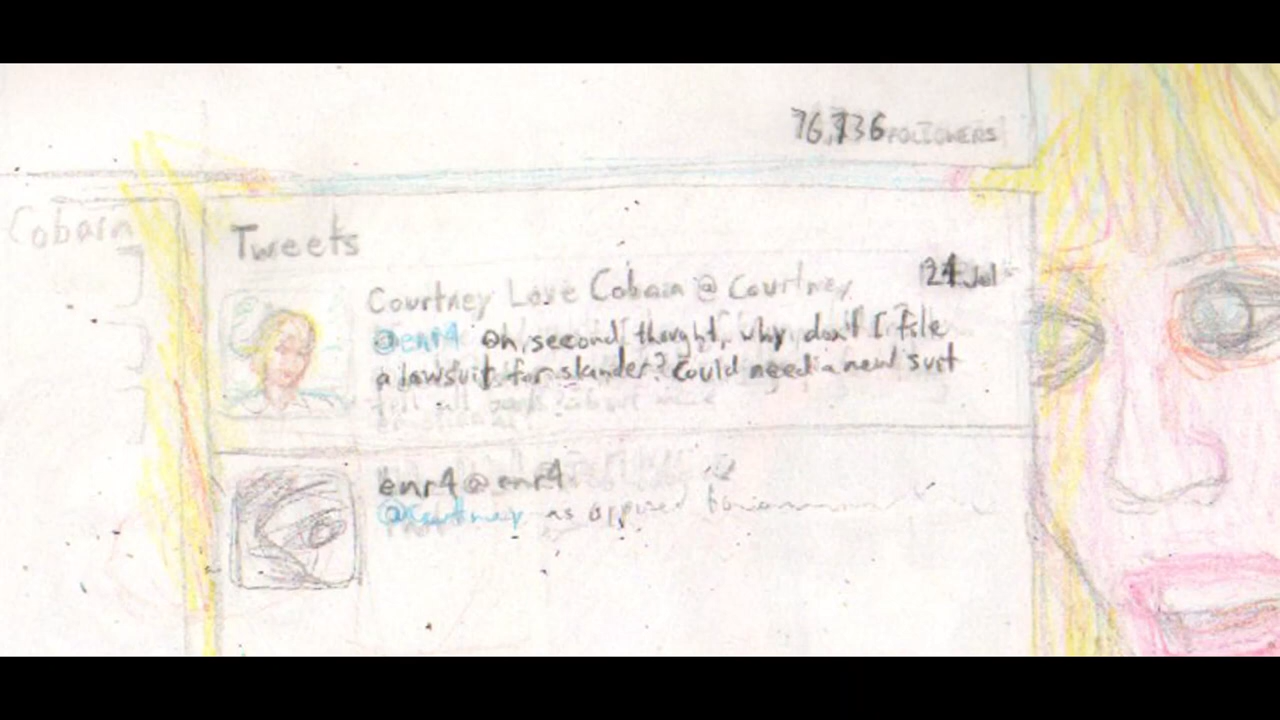 76,736 FOLLOWERS
Cobain
Tweets
Courtney Love Cobain @Courtney
24 Jul
@enr4 Oh, second thought, why don't I file
a lawsuit for slander? Could need a new suit
enr4@enr4
@Courtney as opposed